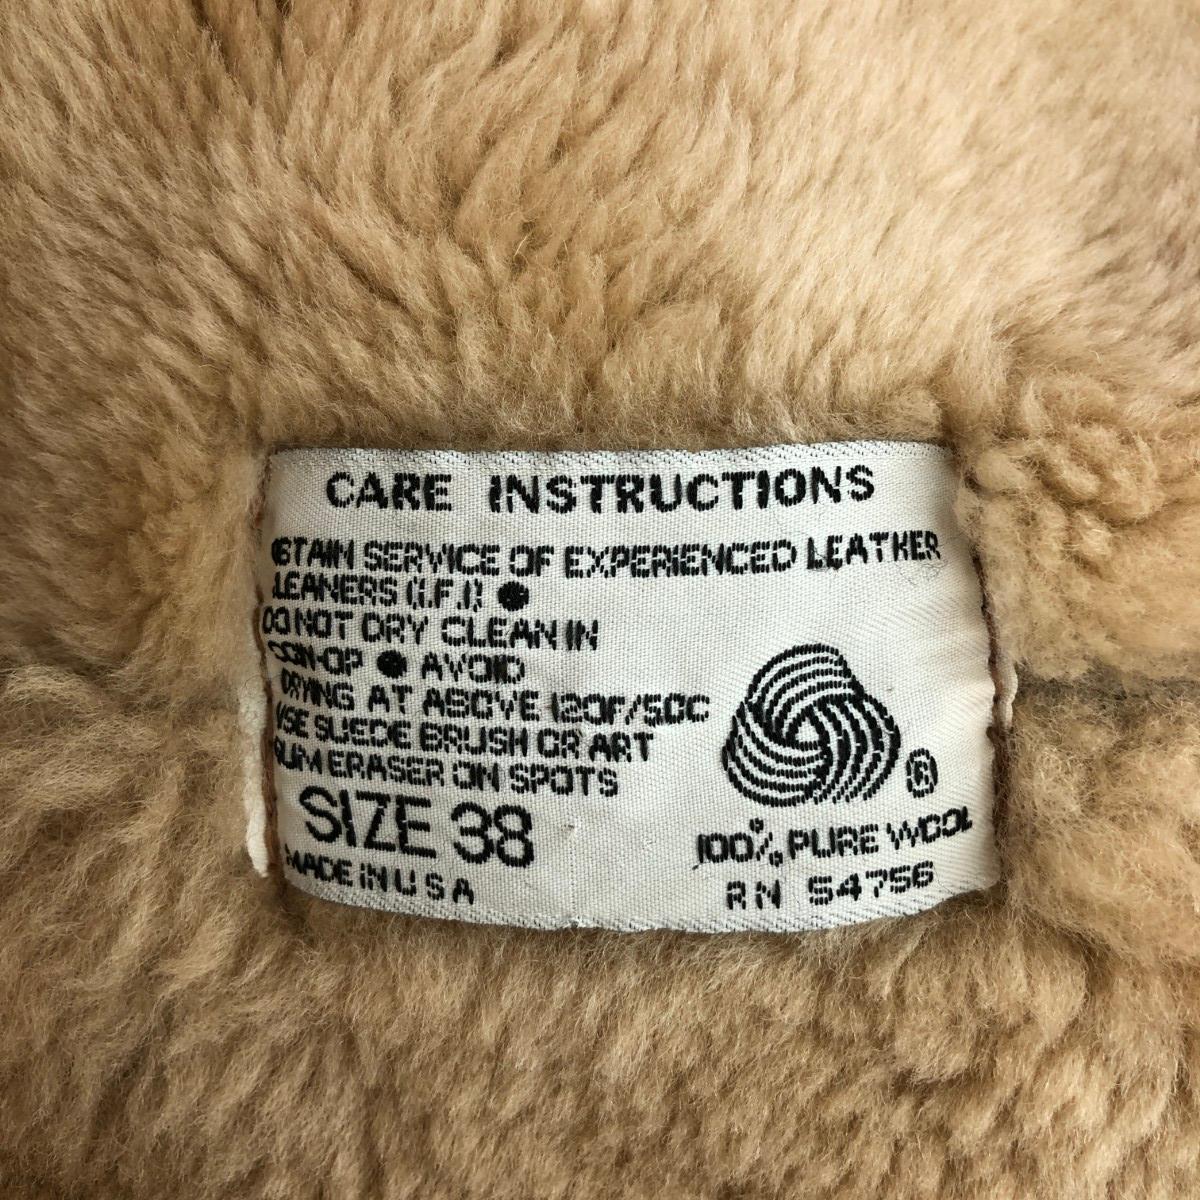 CARE INSTRUCTIONS
OBTAIN SERVICE OF EXPERIENCED LEATHER
CLEANERS (I.F.I) ●
DO NOT DRY CLEAN IN
COIN-OP ● AVOID
DRYING AT ABOVE 120F/50C
USE SUEDE BRUSH OR ART
GUM ERASER ON SPOTS
SIZE 38
MADE IN U S A
®
100% PURE WOOL
RN 54756